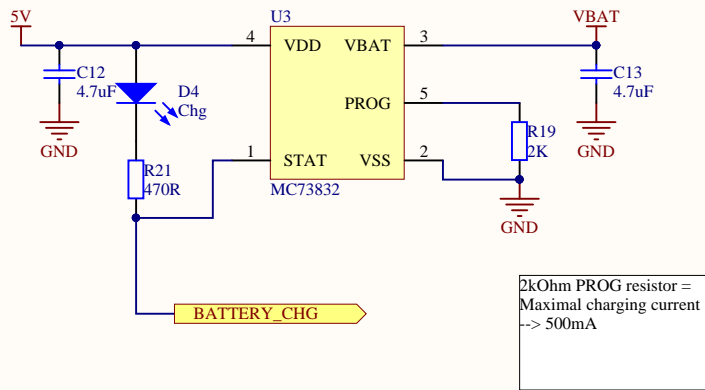 5V
U3
VBAT
4
VDD
VBAT
3
C12
4.7uF
D4
Chg
C13
4.7uF
PROG
5
GND
R19
2K
GND
R21
470R
1
STAT
VSS
2
MC73832
GND
BATTERY_CHG
2kOhm PROG resistor =
Maximal charging current
--> 500mA